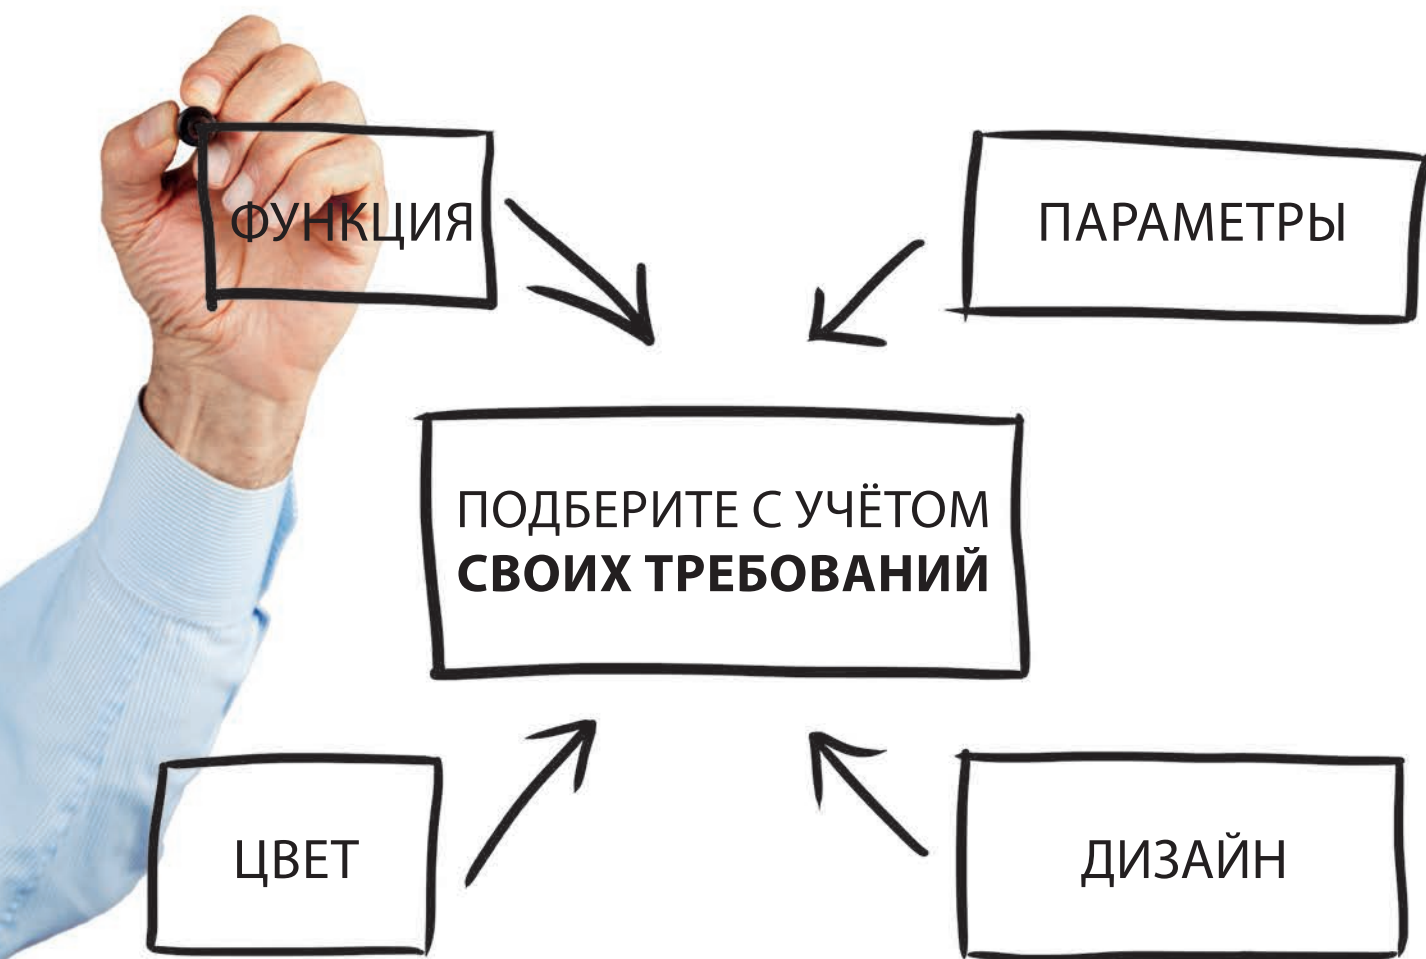 ФУНКЦИЯ
ПАРАМЕТРЫ
ПОДБЕРИТЕ С УЧЁТОМ
СВОИХ ТРЕБОВАНИЙ
ЦВЕТ
ДИЗАЙН